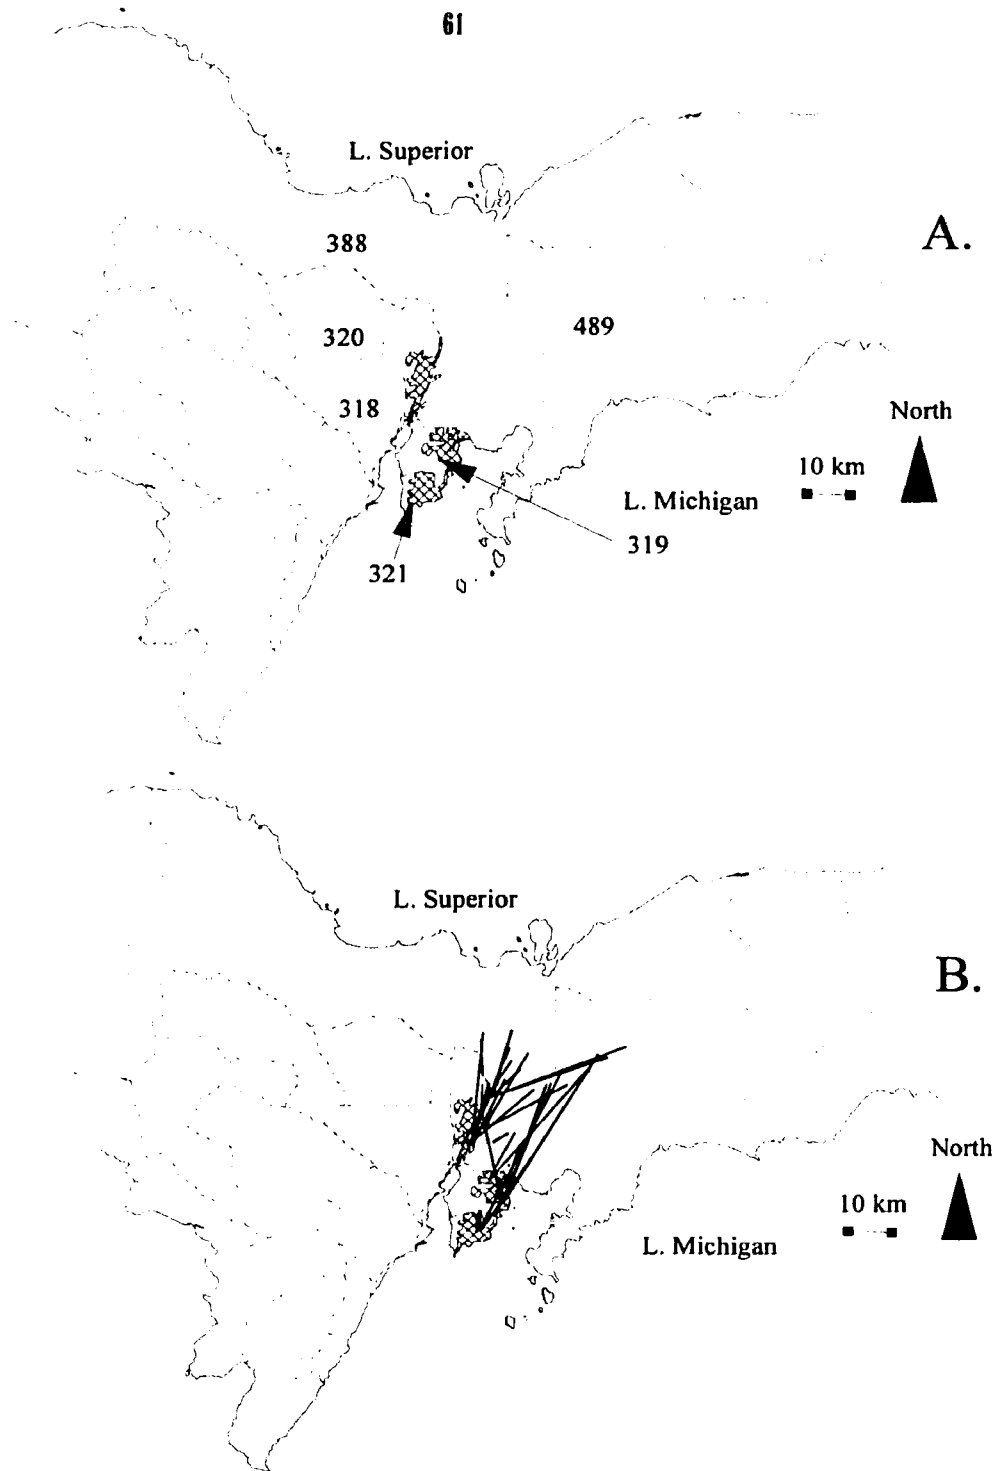 61
L. Superior
A.
388
489
320
318
North
10 km
L. Michigan
319
321
L. Superior
B.
North
10 km
L. Michigan